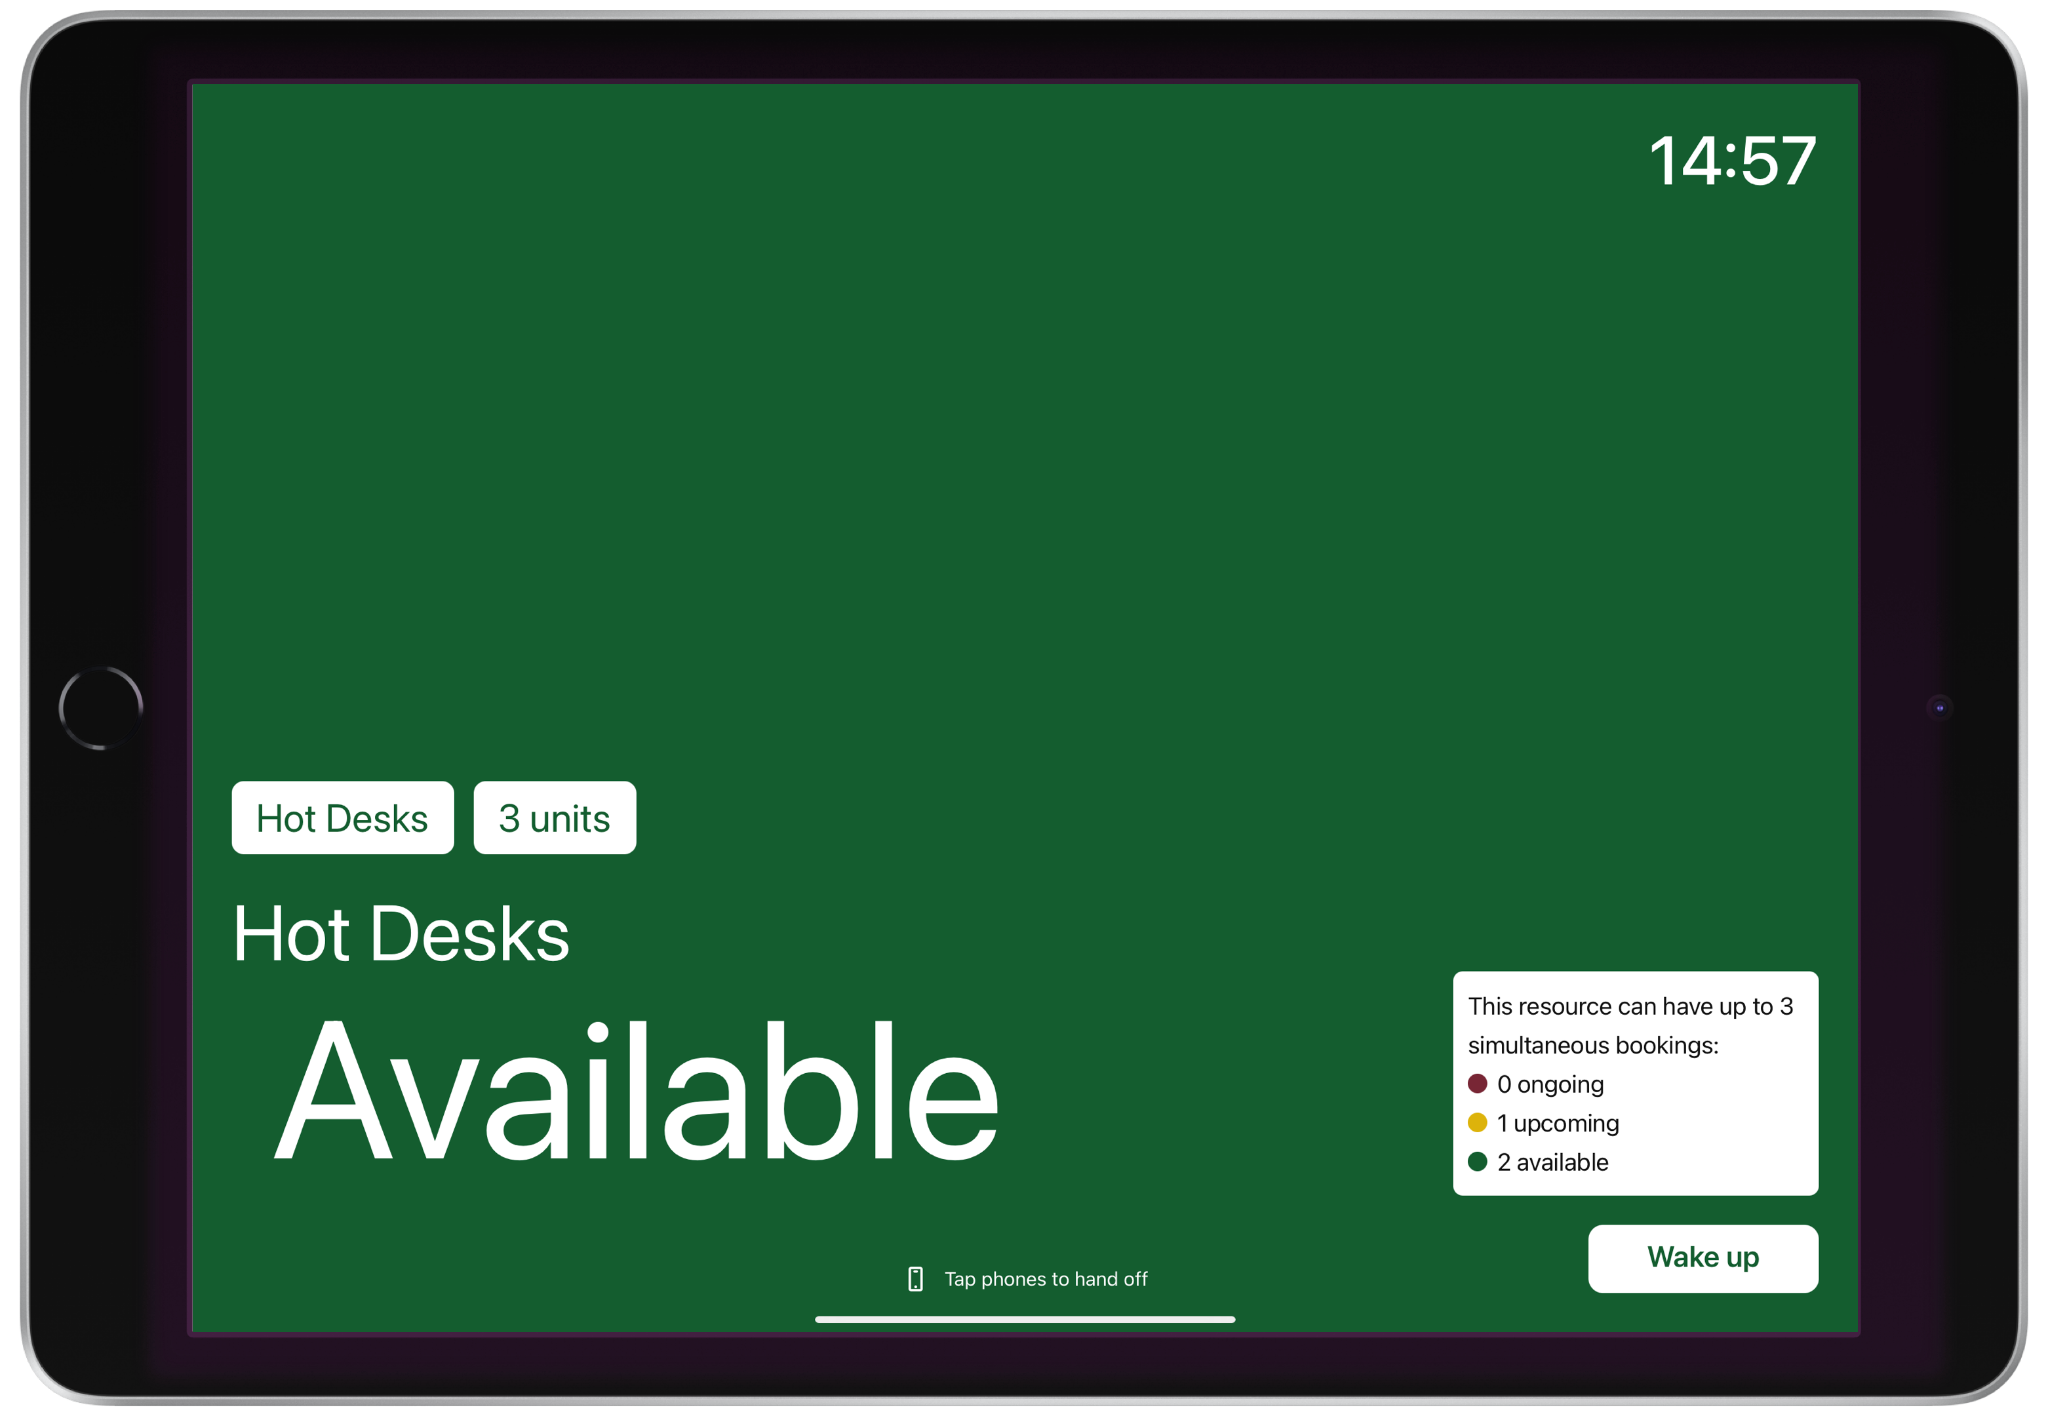 14:57
Hot Desks
3 units
Hot Desks
Available
This resource can have up to 3
simultaneous bookings:
0 ongoing
1 upcoming
2 available
Wake up
Tap phones to hand off